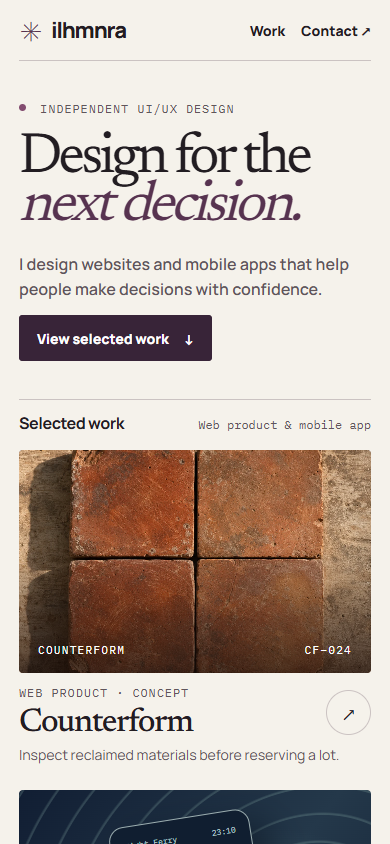 ilhmnra
Work Contact ↗
INDEPENDENT UI/UX DESIGN
Design for the
next decision.
I design websites and mobile apps that help
people make decisions with confidence.
View selected work ↓
Selected work
Web product & mobile app
COUNTERFORM
CF-024
WEB PRODUCT · CONCEPT
Counterform
↗
Inspect reclaimed materials before reserving a lot.
23:10
Ferry